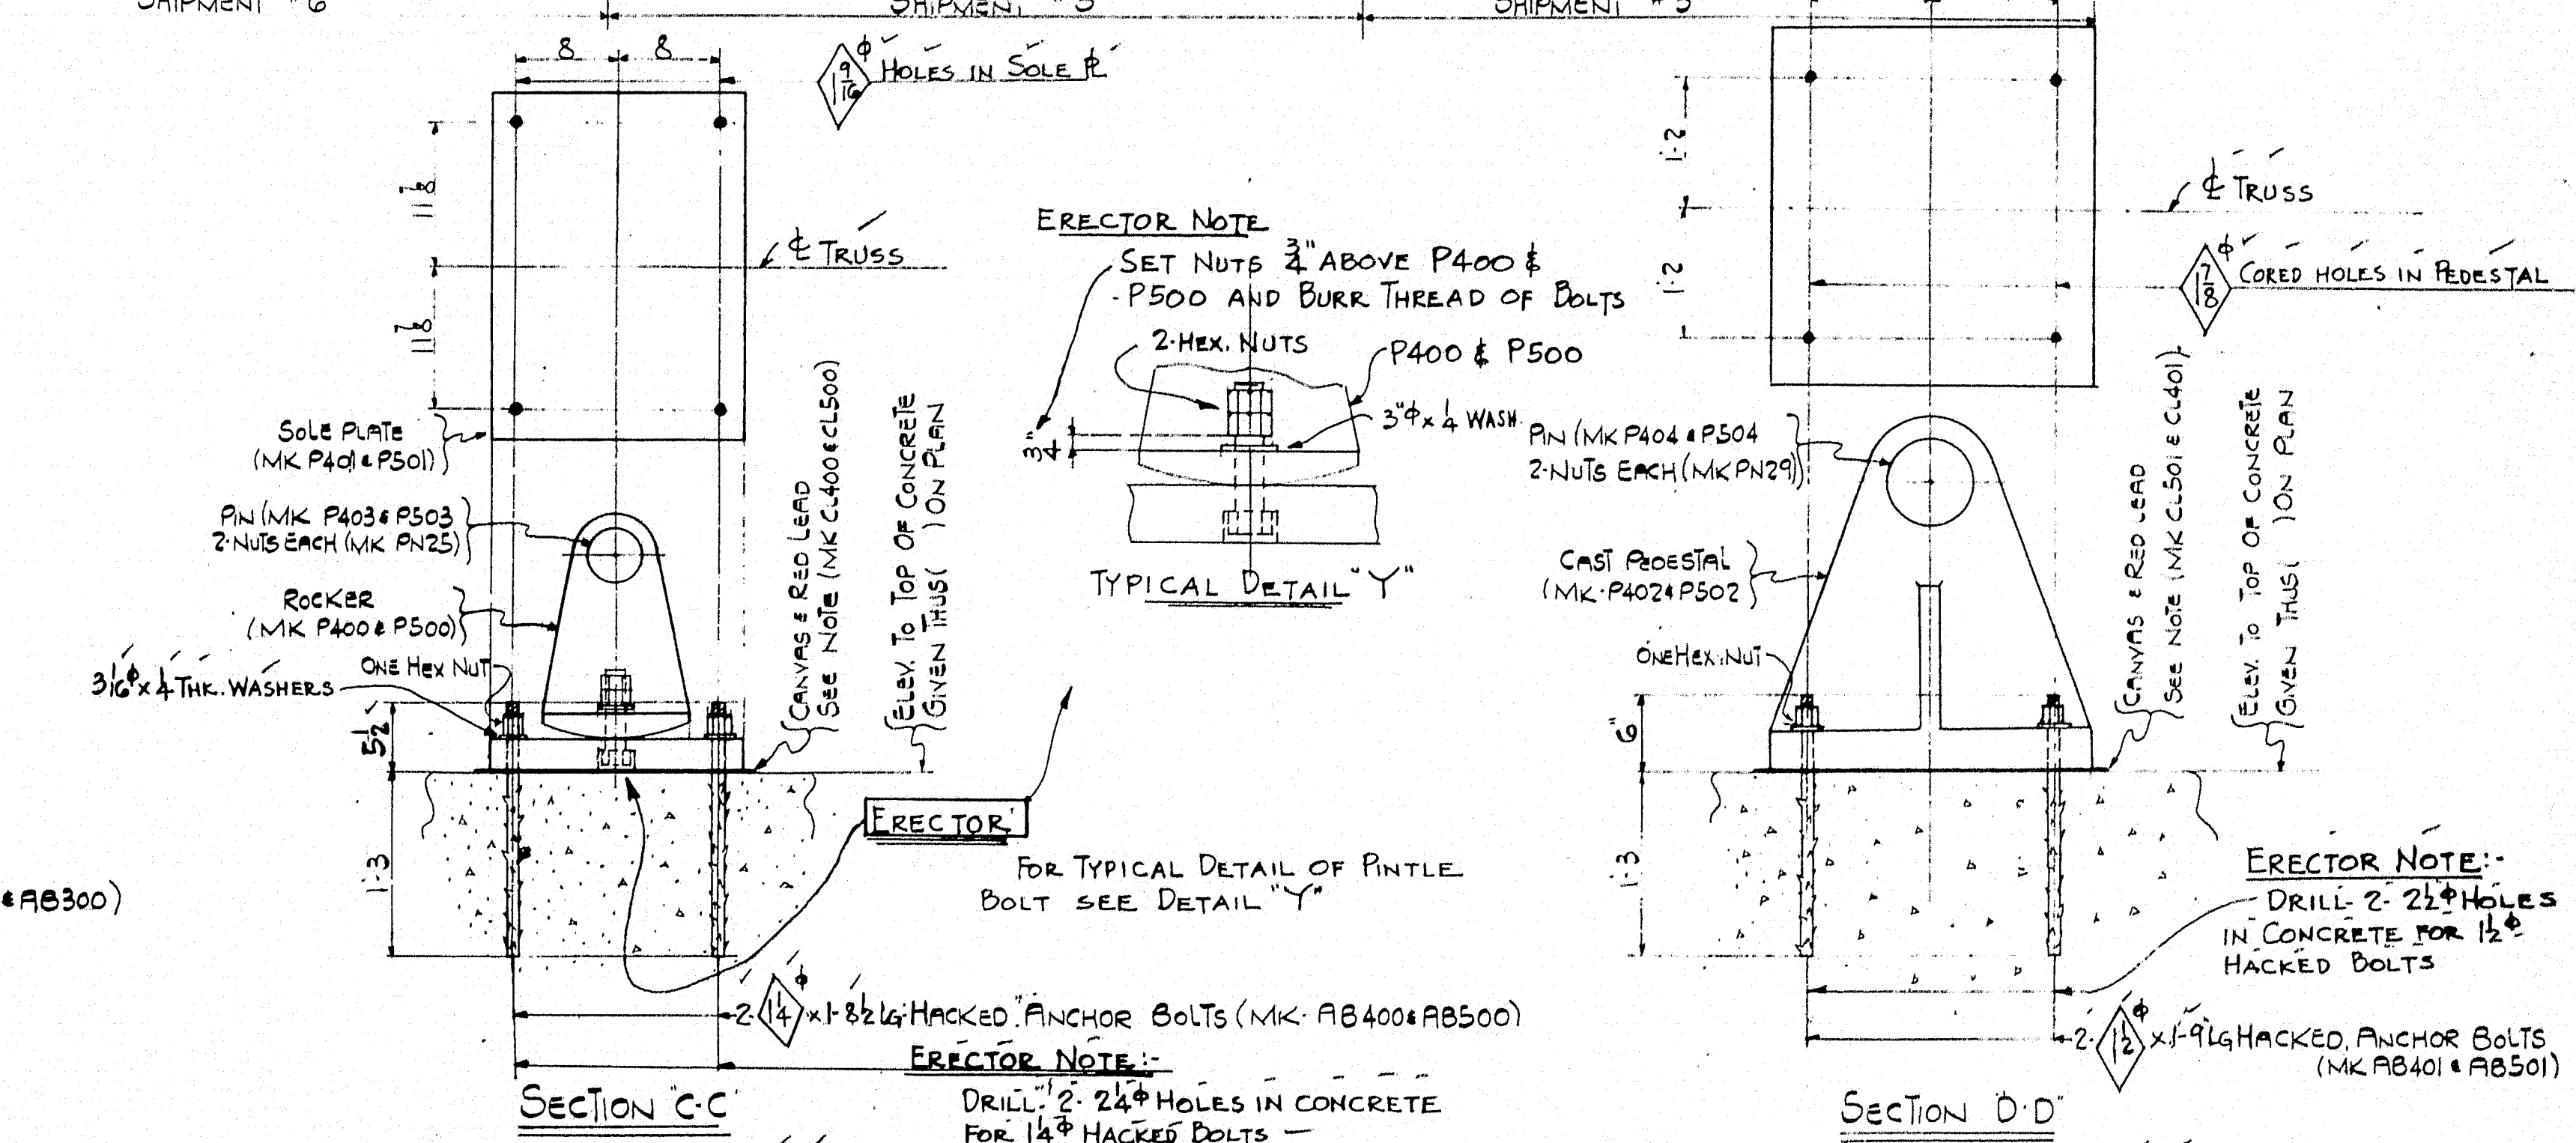 SHIPMENT #6
SHIPMENT #5
SHIPMENT #5
8 8
1 9/16 φ HOLES IN SOLE ℄
11 7/8
11 7/8
℄ TRUSS
SOLE PLATE
(MK P401 & P501)
PIN (MK P403 & P503
2-NUTS EACH (MK PN25)
ROCKER
(MK P400 & P500)
ONE HEX NUT
3 1/16 φ x 1/4 THK. WASHERS
5 1/2
1-3
CANVAS & RED LEAD
SEE NOTE (MK CL400 & CL500)
ELEV. TO TOP OF CONCRETE
GIVEN THUS( ) ON PLAN
& AB300)
ERECTOR NOTE
SET NUTS 3/4" ABOVE P400 &
P500 AND BURR THREAD OF BOLTS
2-HEX. NUTS
P400 & P500
3"φ x 1/4 WASH.
3/4"
TYPICAL DETAIL "Y"
ERECTOR
FOR TYPICAL DETAIL OF PINTLE
BOLT SEE DETAIL "Y"
2- 1 1/4 φ x 1-8 1/2 LG. HACKED ANCHOR BOLTS (MK. AB400 & AB500)
ERECTOR NOTE:-
DRILL 2- 2 1/4 φ HOLES IN CONCRETE
FOR 1 1/4 φ HACKED BOLTS —
SECTION "C-C"
1-2
1-2
℄ TRUSS
1 7/8 φ CORED HOLES IN PEDESTAL
PIN (MK P404 & P504
2-NUTS EACH (MK PN29)
CAST PEDESTAL
(MK. P402 & P502
ONE HEX. NUT
6"
1-3
CANVAS & RED LEAD
SEE NOTE (MK CL501 & CL401)
ELEV. TO TOP OF CONCRETE
GIVEN THUS( ) ON PLAN
ERECTOR NOTE:-
DRILL- 2- 2 1/2 φ HOLES
IN CONCRETE FOR 1 1/2 φ
HACKED BOLTS
2- 1 1/2 φ x 1-9 LG HACKED ANCHOR BOLTS
(MK AB401 & AB501)
SECTION "D-D"